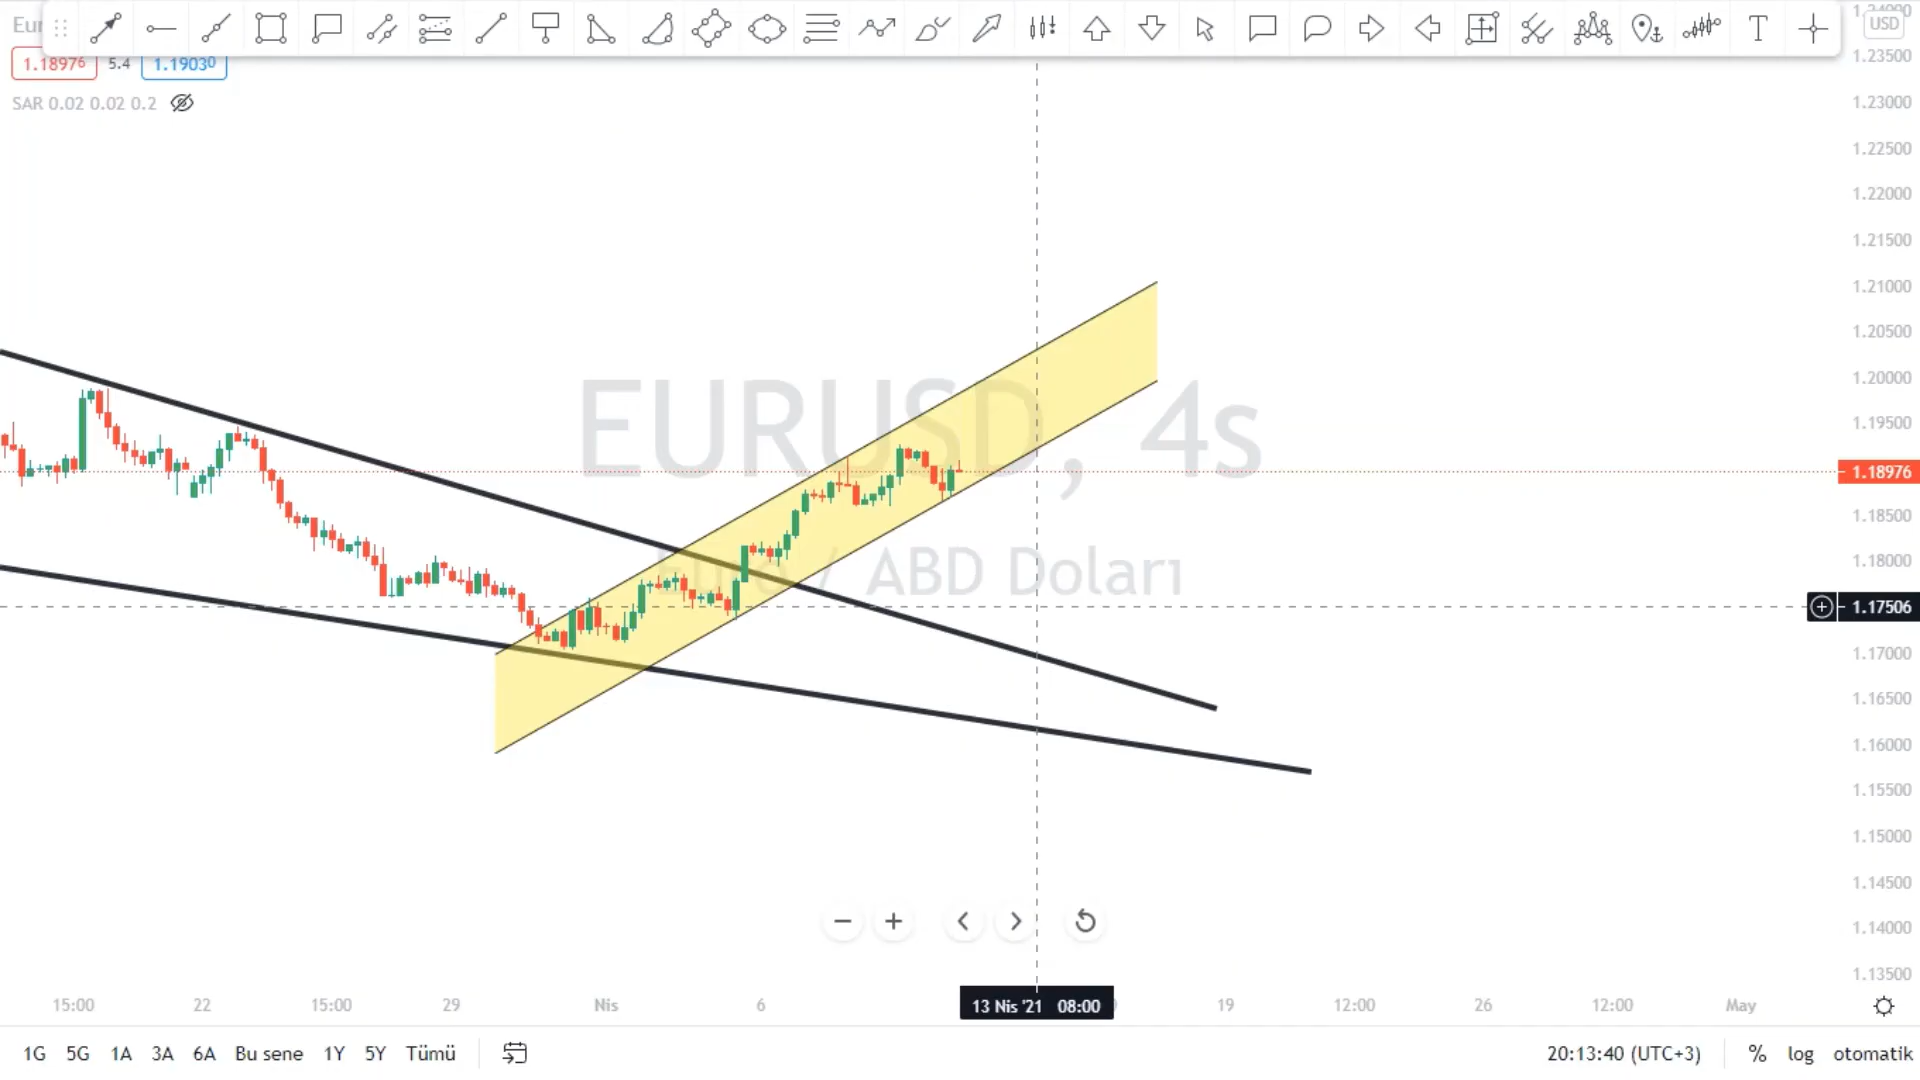 Eur
USD
1.18976 5.4 1.19030
SAR 0.02 0.02 0.2
T
EURUSD, 4s
Euro / ABD Doları
1.24000
1.23500
1.23000
1.22500
1.22000
1.21500
1.21000
1.20500
1.20000
1.19500
1.18976
1.18500
1.18000
1.17506
1.17000
1.16500
1.16000
1.15500
1.15000
1.14500
1.14000
1.13500
15:00 22 15:00 29 Nis 6 13 Nis '21 08:00 19 12:00 26 12:00 May
1G 5G 1A 3A 6A Bu sene 1Y 5Y Tümü 20:13:40 (UTC+3) % log otomatik